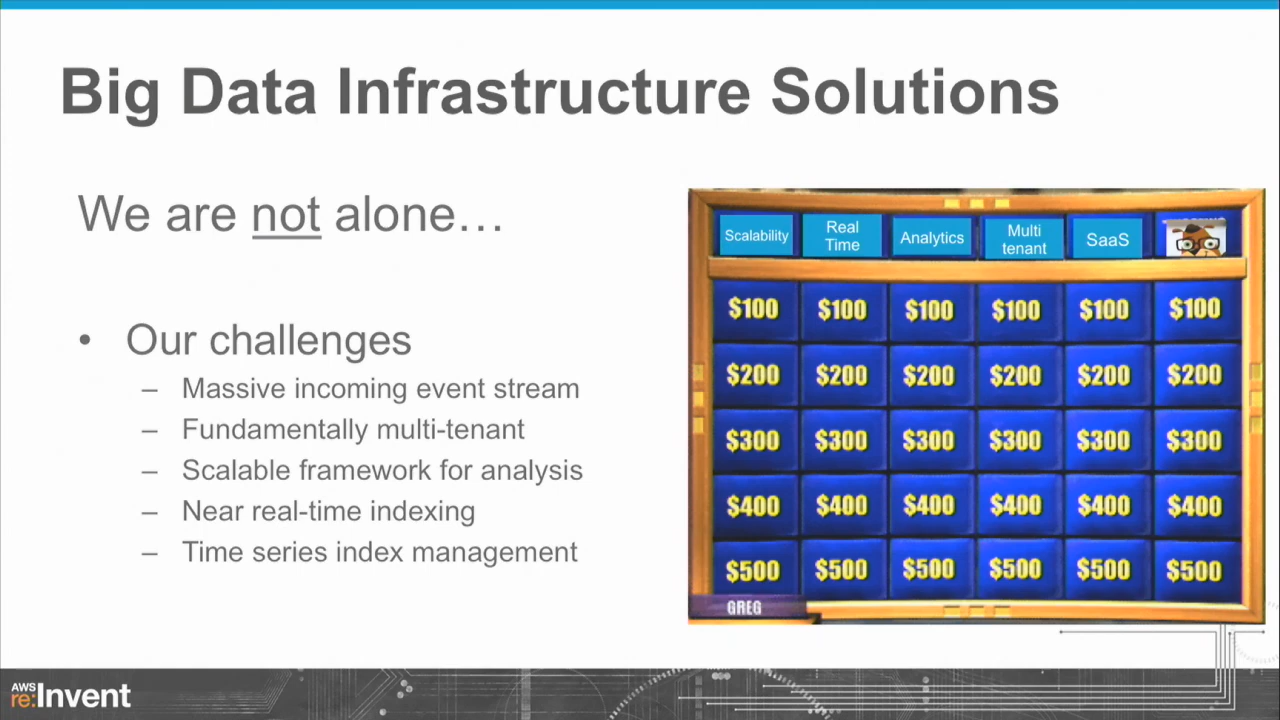 Big Data Infrastructure Solutions
We are not alone…
• Our challenges
– Massive incoming event stream
– Fundamentally multi-tenant
– Scalable framework for analysis
– Near real-time indexing
– Time series index management
Scalability
Real
Time
Analytics
Multi
tenant
SaaS
$100 $100 $100 $100 $100 $100
$200 $200 $200 $200 $200 $200
$300 $300 $300 $300 $300 $300
$400 $400 $400 $400 $400 $400
$500 $500 $500 $500 $500 $500
GREG
AWS
re:Invent